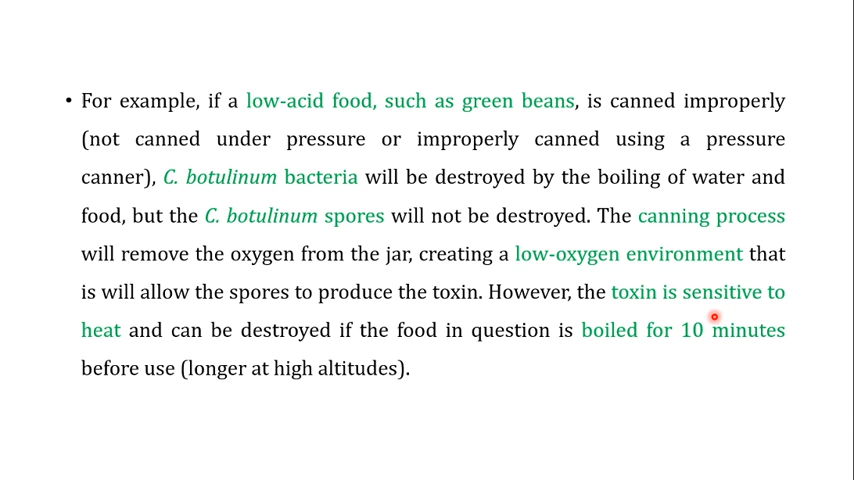 • For example, if a low-acid food, such as green beans, is canned improperly
(not canned under pressure or improperly canned using a pressure
canner), C. botulinum bacteria will be destroyed by the boiling of water and
food, but the C. botulinum spores will not be destroyed. The canning process
will remove the oxygen from the jar, creating a low-oxygen environment that
is will allow the spores to produce the toxin. However, the toxin is sensitive to
heat and can be destroyed if the food in question is boiled for 10 minutes
before use (longer at high altitudes).